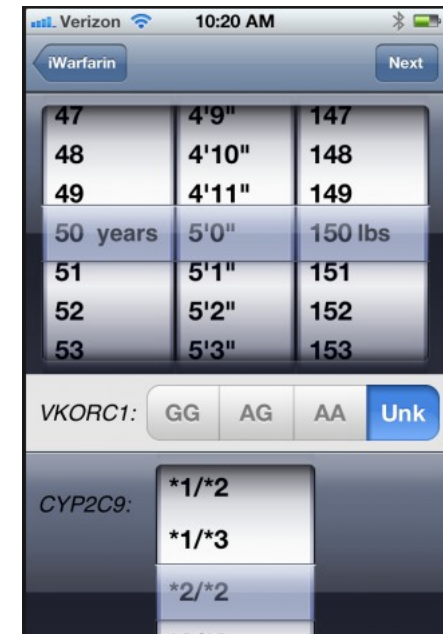 Verizon 10:20 AM
iWarfarin Next
47 4'9" 147
48 4'10" 148
49 4'11" 149
50 years 5'0" 150 lbs
51 5'1" 151
52 5'2" 152
53 5'3" 153
VKORC1: GG AG AA Unk
*1/*2
CYP2C9:
*1/*3
*2/*2